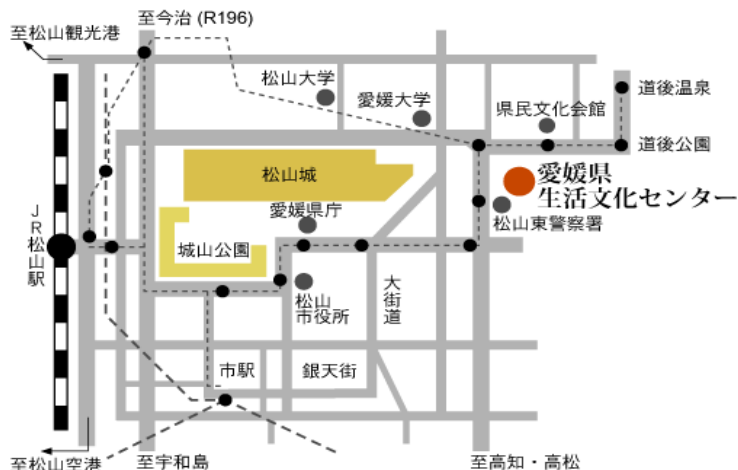 至今治 (R196)
至松山観光港
松山大学
愛媛大学
県民文化会館
道後温泉
道後公園
松山城
愛媛県
生活文化センター
愛媛県庁
松山東警察署
JR松山駅
城山公園
松山
市役所
大街道
市駅
銀天街
至松山空港
至宇和島
至高知・高松